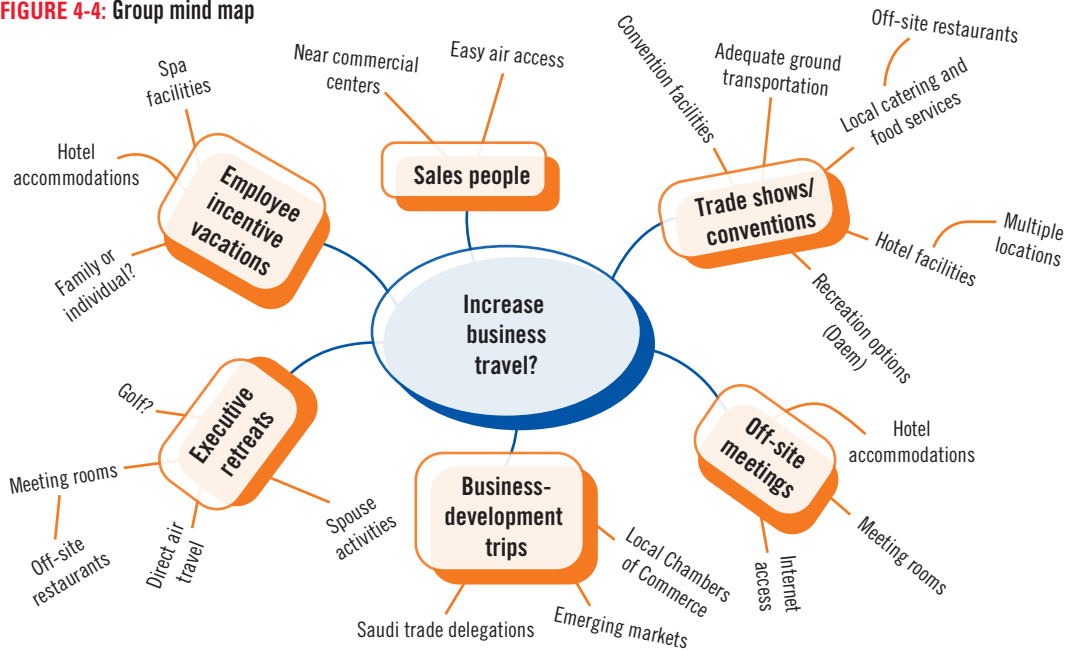 FIGURE 4-4: Group mind map
Spa
facilities
Hotel
accommodations
Family or
individual?
Employee
incentive
vacations
Near commercial
centers
Easy air access
Sales people
Convention facilities
Adequate ground
transportation
Off-site restaurants
Local catering and
food services
Trade shows/
conventions
Hotel facilities
Multiple
locations
Recreation options
(Daem)
Increase
business
travel?
Golf?
Meeting rooms
Off-site
restaurants
Direct air
travel
Executive
retreats
Spouse
activities
Business-
development
trips
Saudi trade delegations
Emerging markets
Local Chambers
of Commerce
Off-site
meetings
Hotel
accommodations
Meeting rooms
Internet
access